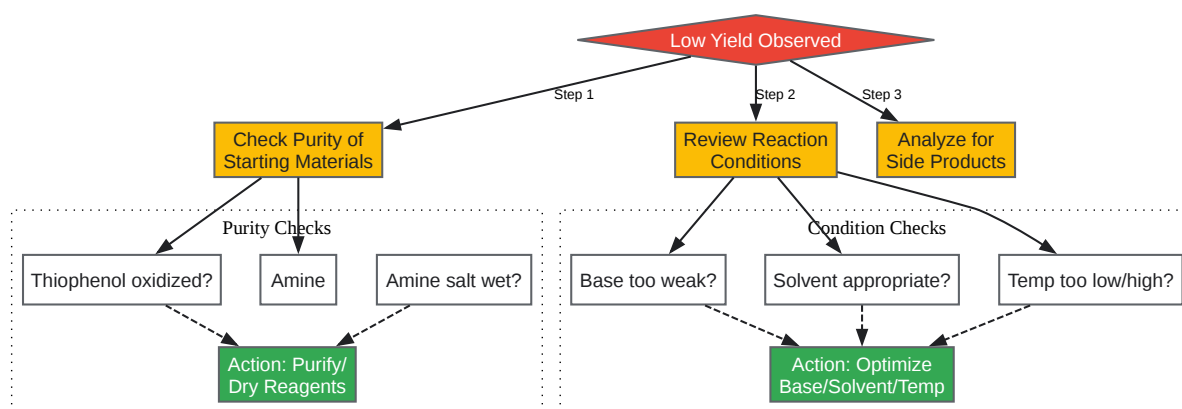 Low Yield Observed
Step 1
Step 2
Step 3
Check Purity of
Starting Materials
Review Reaction
Conditions
Analyze for
Side Products
Purity Checks
Condition Checks
Thiophenol oxidized?
Amine
Amine salt wet?
Base too weak?
Solvent appropriate?
Temp too low/high?
Action: Purify/
Dry Reagents
Action: Optimize
Base/Solvent/Temp